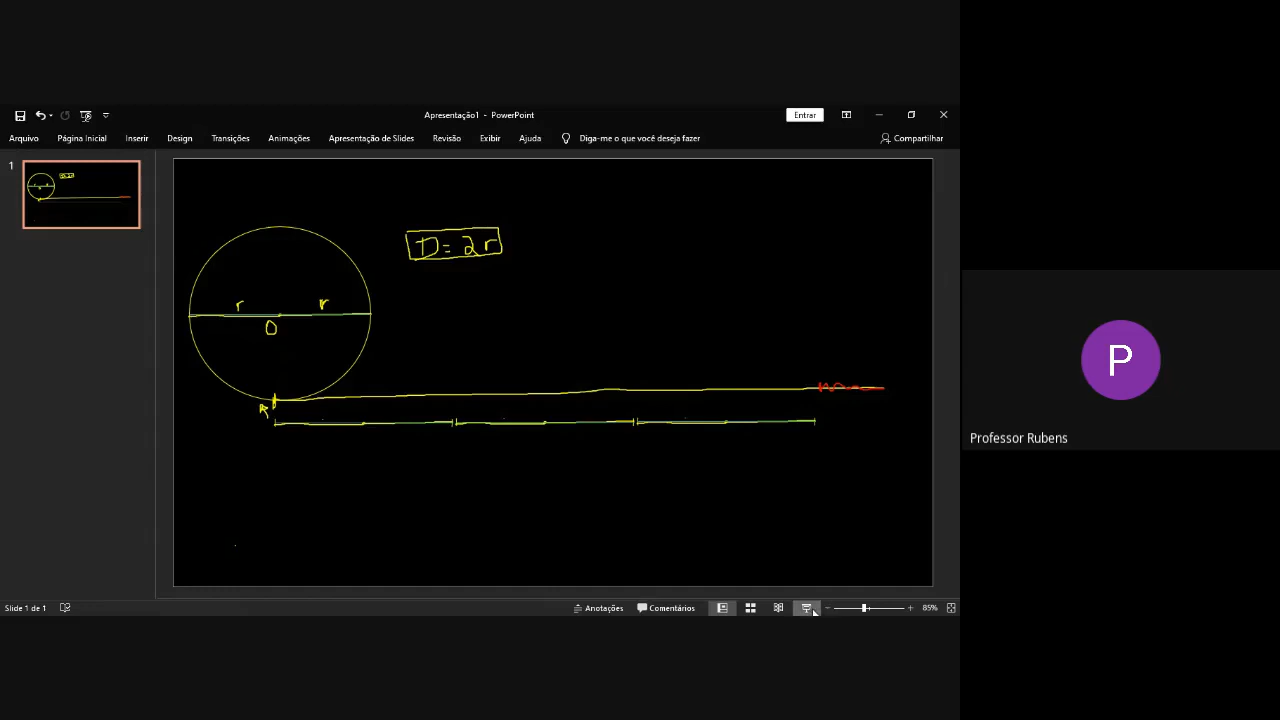 Apresentação1 - PowerPoint
Entrar
Arquivo
Página Inicial
Inserir
Design
Transições
Animações
Apresentação de Slides
Revisão
Exibir
Ajuda
Diga-me o que você deseja fazer
Compartilhar
1
D = 2r
r
r
O
Professor Rubens
P
Slide 1 de 1
Anotações
Comentários
85%